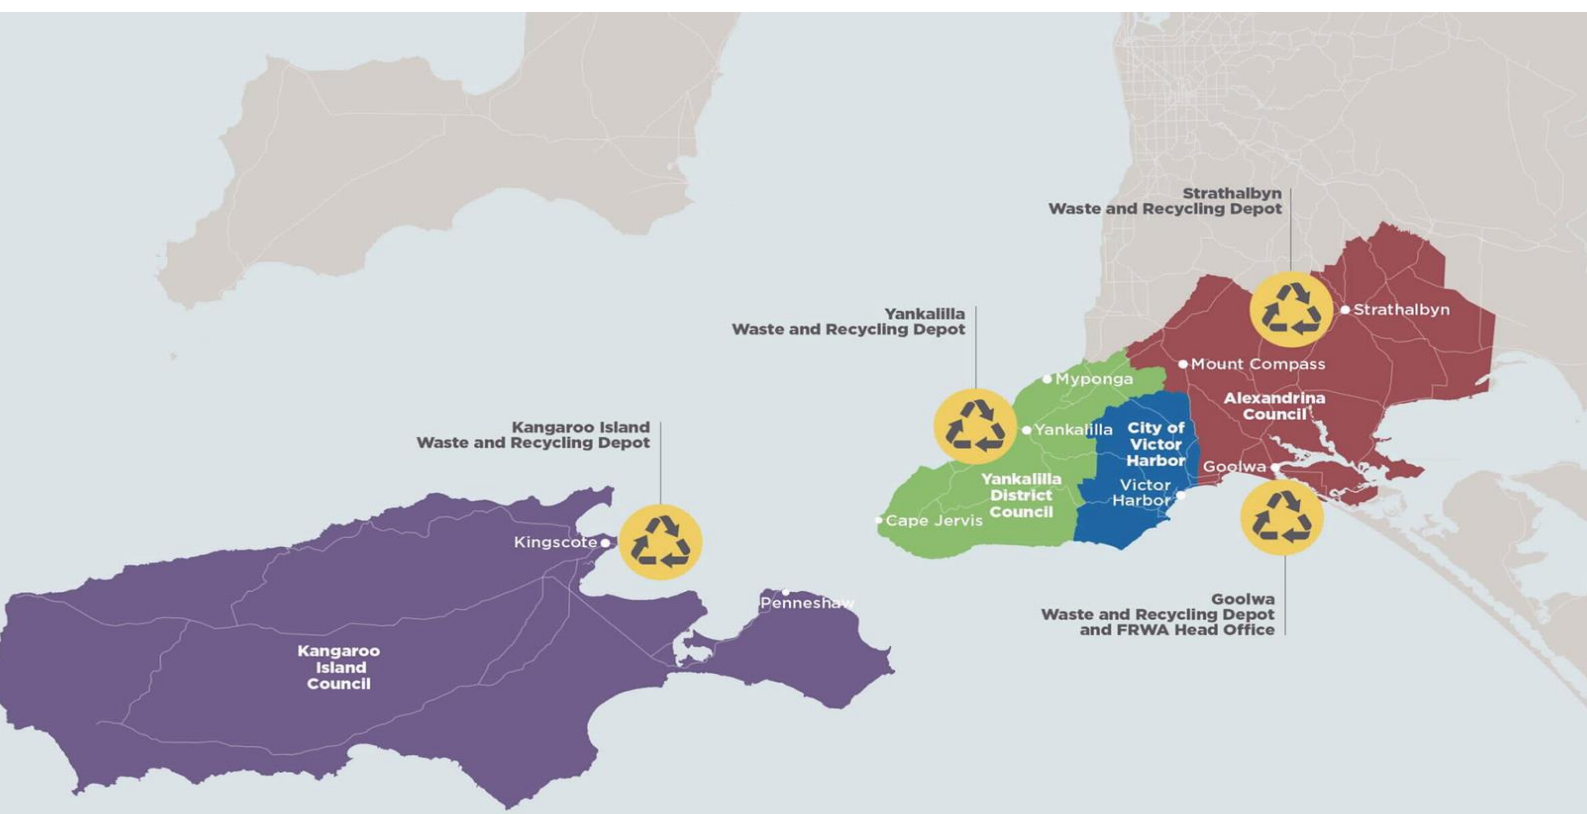 Strathalbyn
Waste and Recycling Depot
Yankalilla
Waste and Recycling Depot
Strathalbyn
Mount Compass
Myponga
Alexandrina
Council
Kangaroo Island
Waste and Recycling Depot
Yankalilla
City of
Victor
Harbor
Goolwa
Yankalilla
District
Council
Victor
Harbor
Cape Jervis
Kingscote
Goolwa
Waste and Recycling Depot
and FRWA Head Office
Penneshaw
Kangaroo
Island
Council